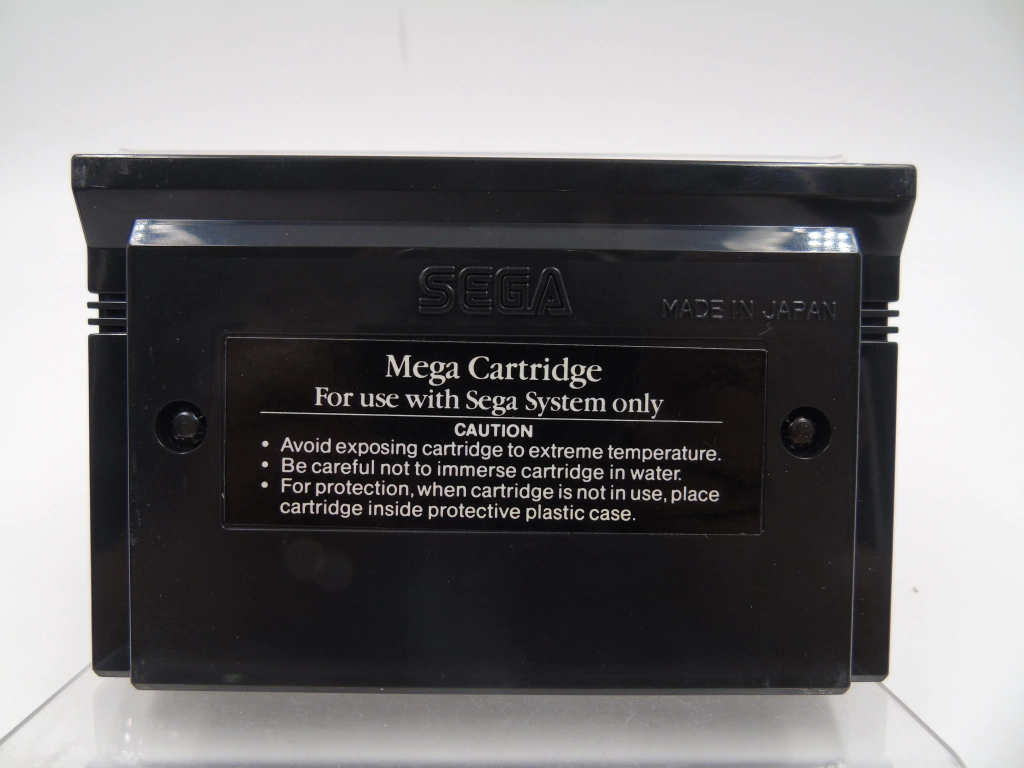 SEGA
MADE IN JAPAN
Mega Cartridge
For use with Sega System only
CAUTION
• Avoid exposing cartridge to extreme temperature.
• Be careful not to immerse cartridge in water.
• For protection, when cartridge is not in use, place
cartridge inside protective plastic case.